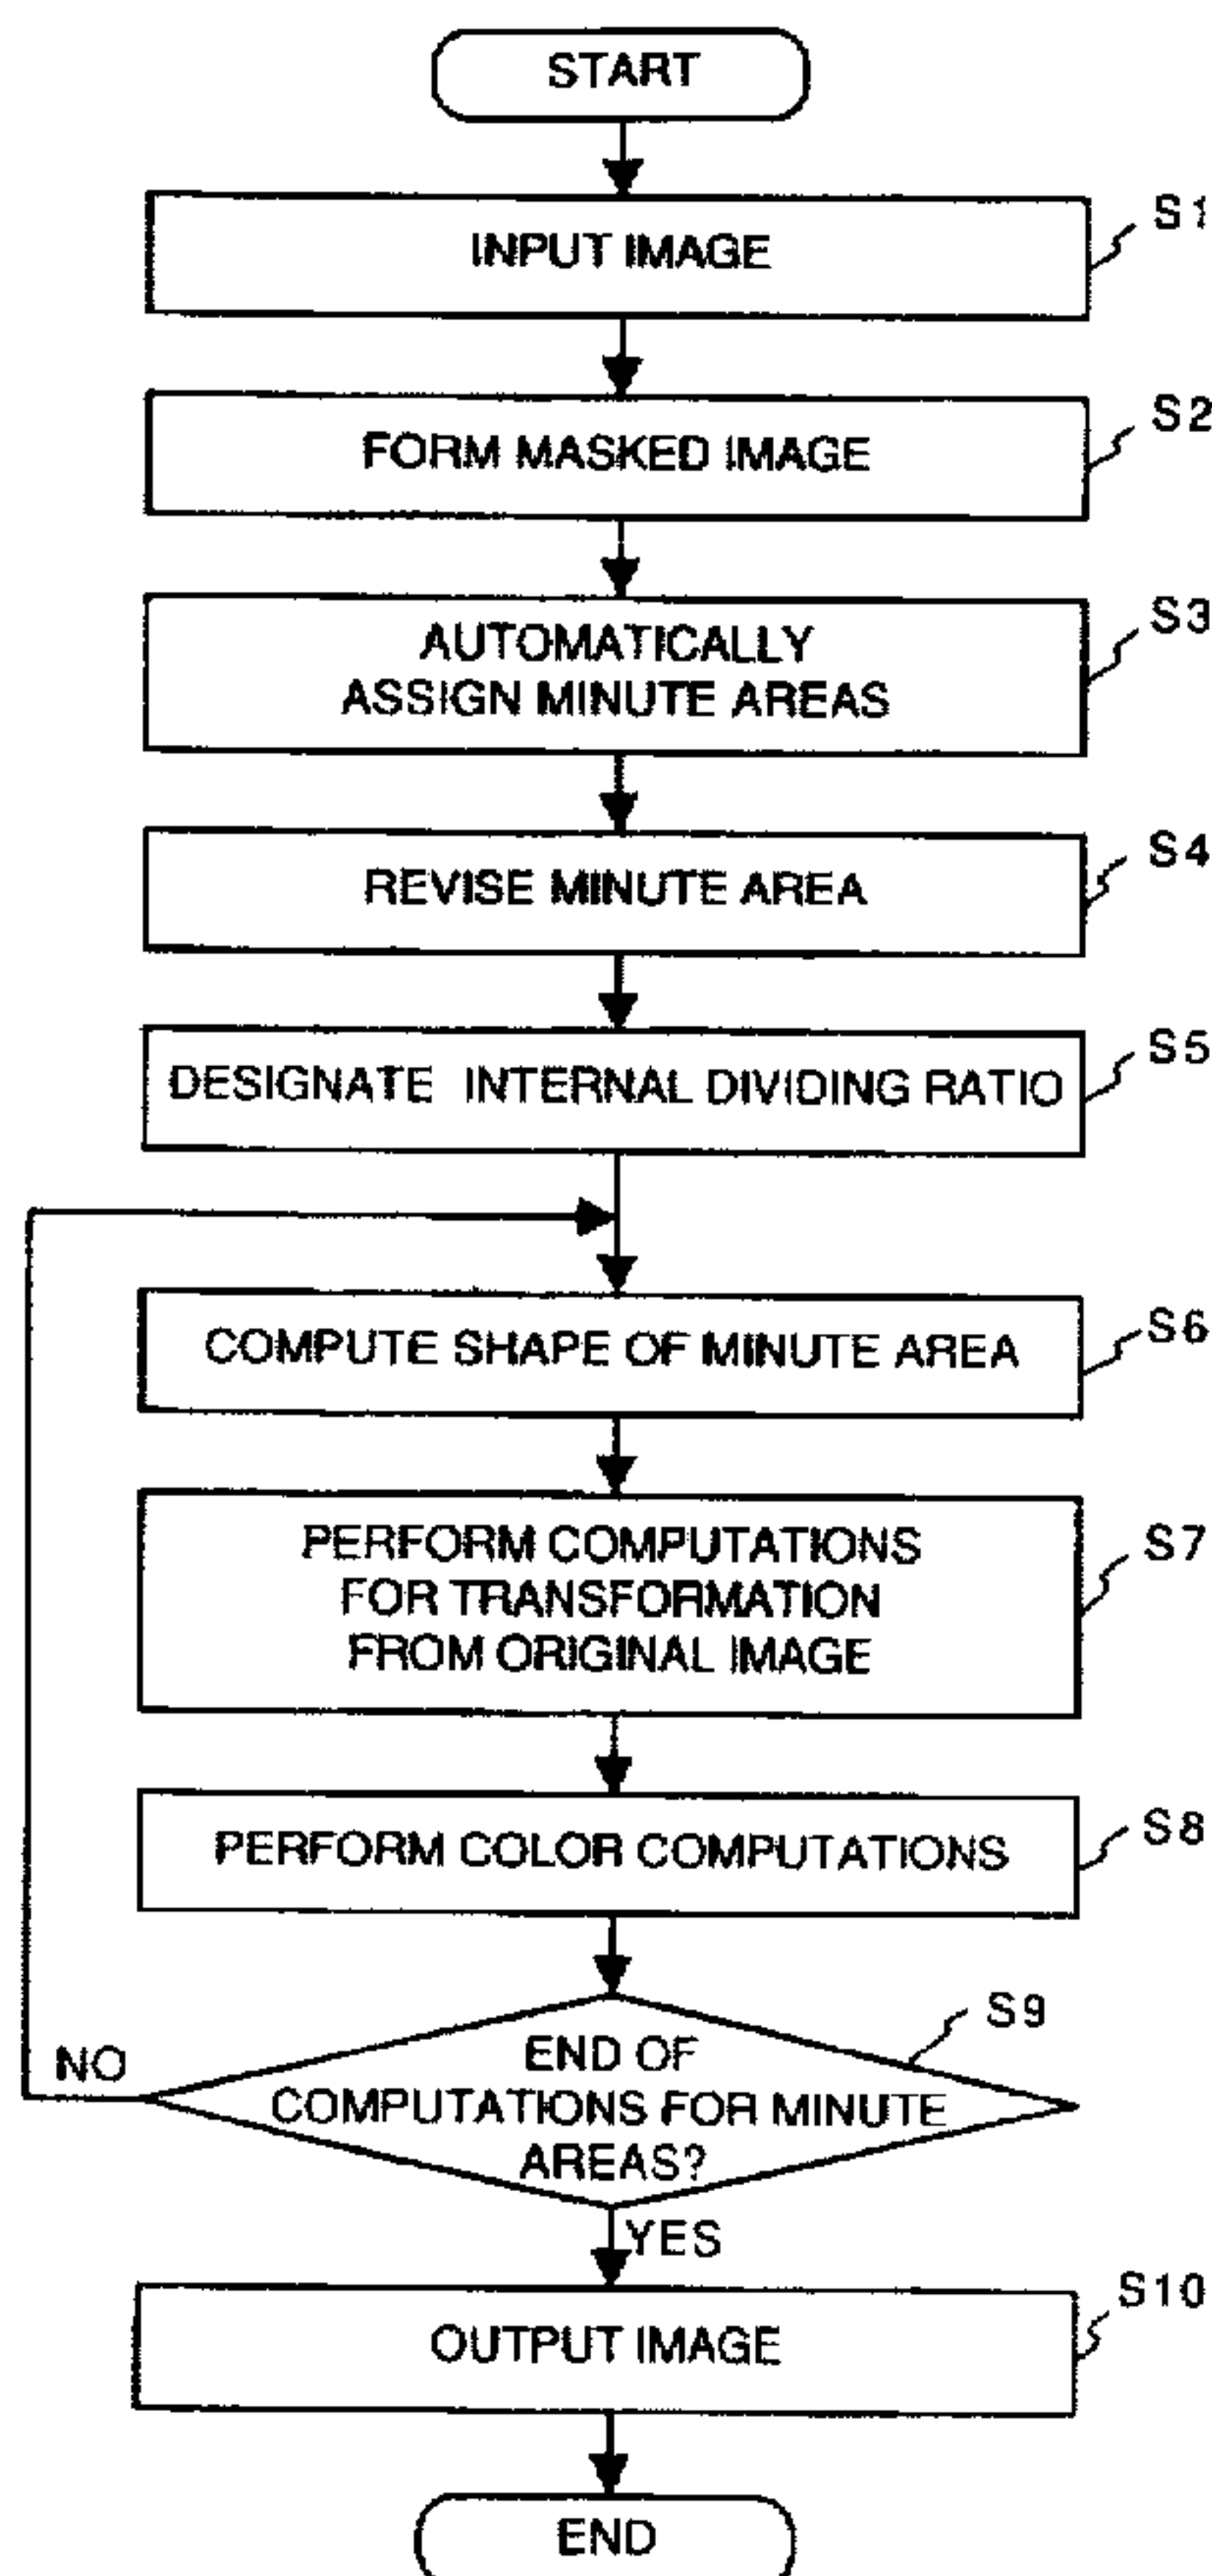 START
INPUT IMAGE
S1
FORM MASKED IMAGE
S2
AUTOMATICALLY
ASSIGN MINUTE AREAS
S3
REVISE MINUTE AREA
S4
DESIGNATE INTERNAL DIVIDING RATIO
S5
COMPUTE SHAPE OF MINUTE AREA
S6
PERFORM COMPUTATIONS
FOR TRANSFORMATION
FROM ORIGINAL IMAGE
S7
PERFORM COLOR COMPUTATIONS
S8
END OF
COMPUTATIONS FOR MINUTE
AREAS?
S9
NO
YES
OUTPUT IMAGE
S10
END